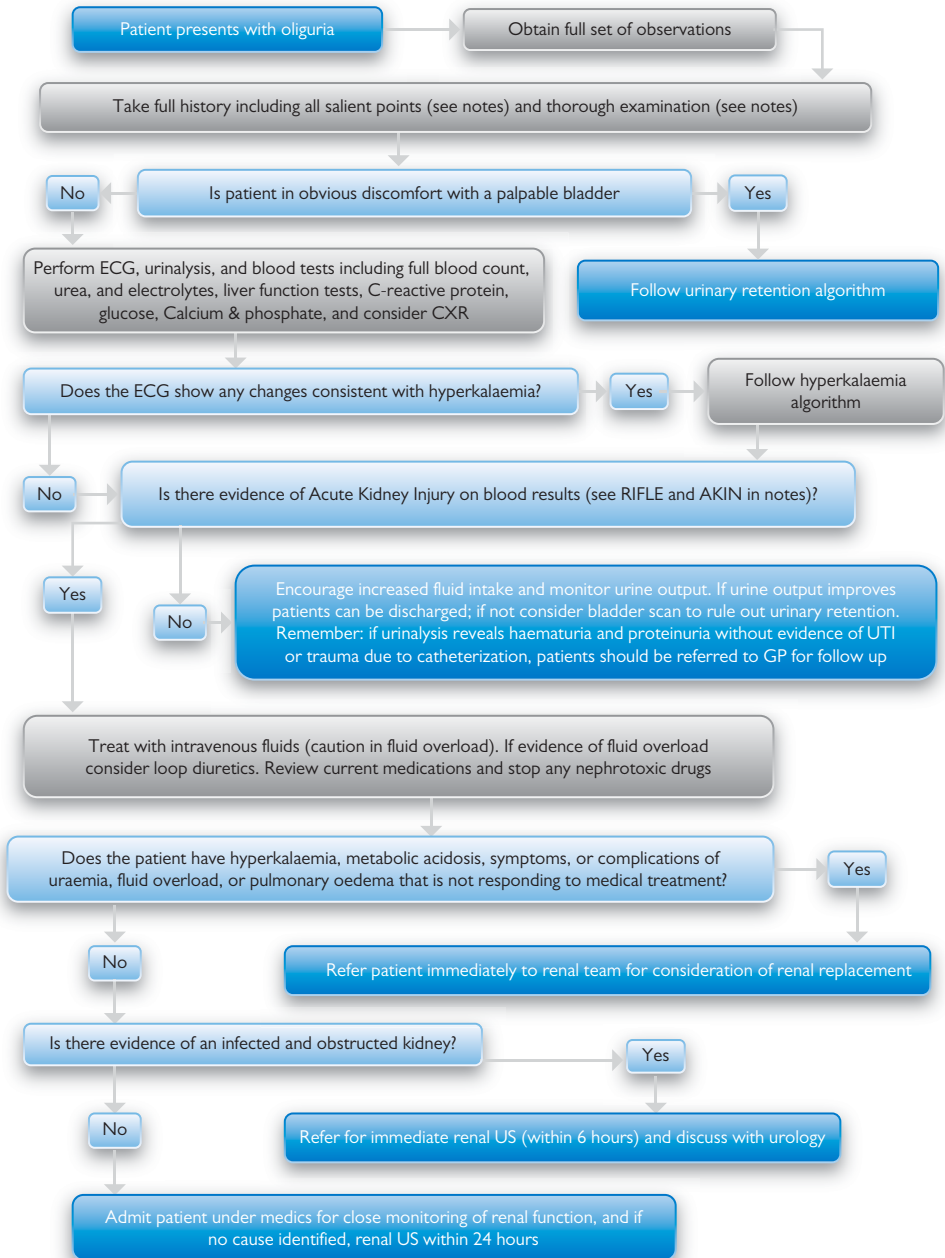 Patient presents with oliguria
Obtain full set of observations
Take full history including all salient points (see notes) and thorough examination (see notes)
No
Is patient in obvious discomfort with a palpable bladder
Yes
Perform ECG, urinalysis, and blood tests including full blood count,
urea, and electrolytes, liver function tests, C-reactive protein,
glucose, Calcium & phosphate, and consider CXR
Follow urinary retention algorithm
Does the ECG show any changes consistent with hyperkalaemia?
Yes
Follow hyperkalaemia
algorithm
No
Is there evidence of Acute Kidney Injury on blood results (see RIFLE and AKIN in notes)?
Yes
No
Encourage increased fluid intake and monitor urine output. If urine output improves
patients can be discharged; if not consider bladder scan to rule out urinary retention.
Remember: if urinalysis reveals haematuria and proteinuria without evidence of UTI
or trauma due to catheterization, patients should be referred to GP for follow up
Treat with intravenous fluids (caution in fluid overload). If evidence of fluid overload
consider loop diuretics. Review current medications and stop any nephrotoxic drugs
Does the patient have hyperkalaemia, metabolic acidosis, symptoms, or complications of
uraemia, fluid overload, or pulmonary oedema that is not responding to medical treatment?
Yes
No
Refer patient immediately to renal team for consideration of renal replacement
Is there evidence of an infected and obstructed kidney?
Yes
No
Refer for immediate renal US (within 6 hours) and discuss with urology
Admit patient under medics for close monitoring of renal function, and if
no cause identified, renal US within 24 hours